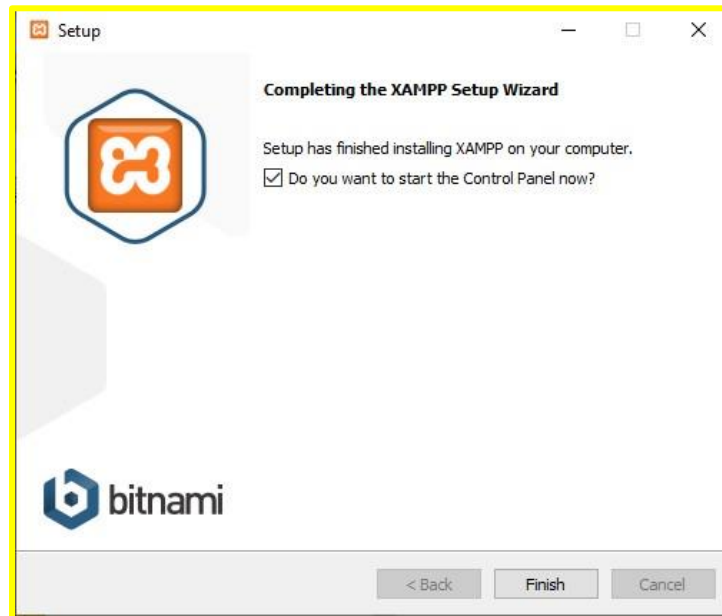 Setup
Completing the XAMPP Setup Wizard
Setup has finished installing XAMPP on your computer.
Do you want to start the Control Panel now?
bitnami
< Back
Finish
Cancel